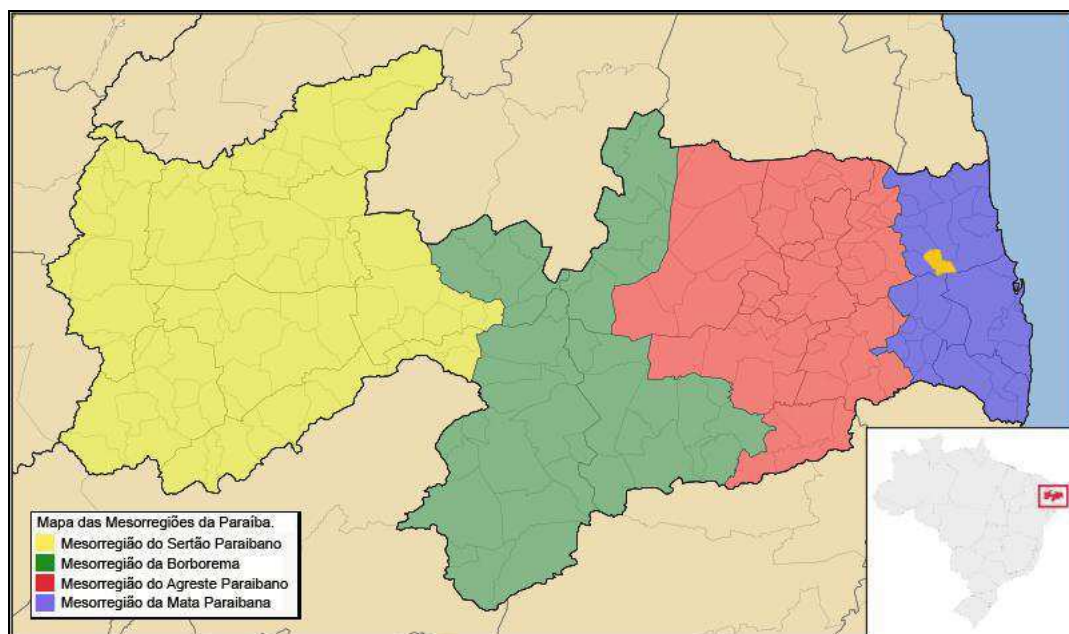 Mapa das Mesorregiões da Paraíba.
Mesorregião do Sertão Paraibano
Mesorregião da Borborema
Mesorregião do Agreste Paraibano
Mesorregião da Mata Paraibana